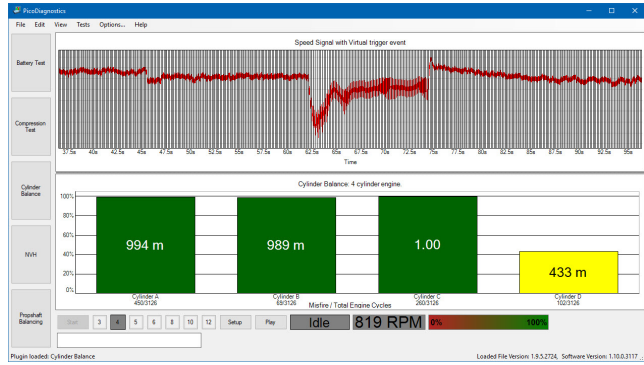 PicoDiagnostics
File Edit View Tests Options... Help
Battery Test
Compression
Test
Cylinder
Balance
NVH
Propshaft
Balancing
Speed Signal with Virtual trigger event
37.5s 40s 42.5s 45s 47.5s 50s 52.5s 55s 57.5s 60s 62.5s 65s 67.5s 70s 72.5s 75s 77.5s 80s 82.5s 85s 87.5s 90s 92.5s 95s
Time
Cylinder Balance: 4 cylinder engine.
100%
80%
60%
40%
20%
0%
994 m
989 m
1.00
433 m
Cylinder A
450/3126
Cylinder B
69/3126
Cylinder C
260/3126
Cylinder D
102/3126
Misfire / Total Engine Cycles
Start 3 4 5 6 8 10 12 Setup Play Idle 819 RPM 0% 100%
Plugin loaded: Cylinder Balance
Loaded File Version: 1.9.5.2724, Software Version: 1.10.0.3117